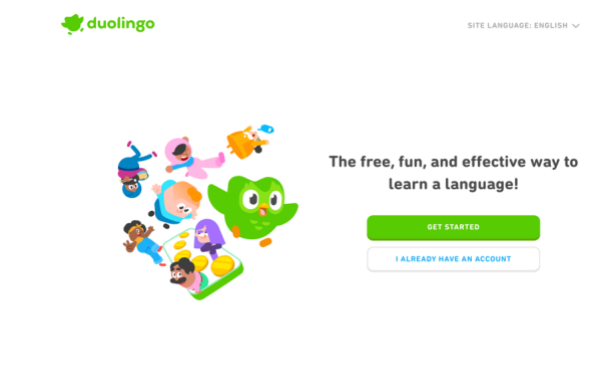 duolingo
SITE LANGUAGE: ENGLISH
The free, fun, and effective way to
learn a language!
GET STARTED
I ALREADY HAVE AN ACCOUNT